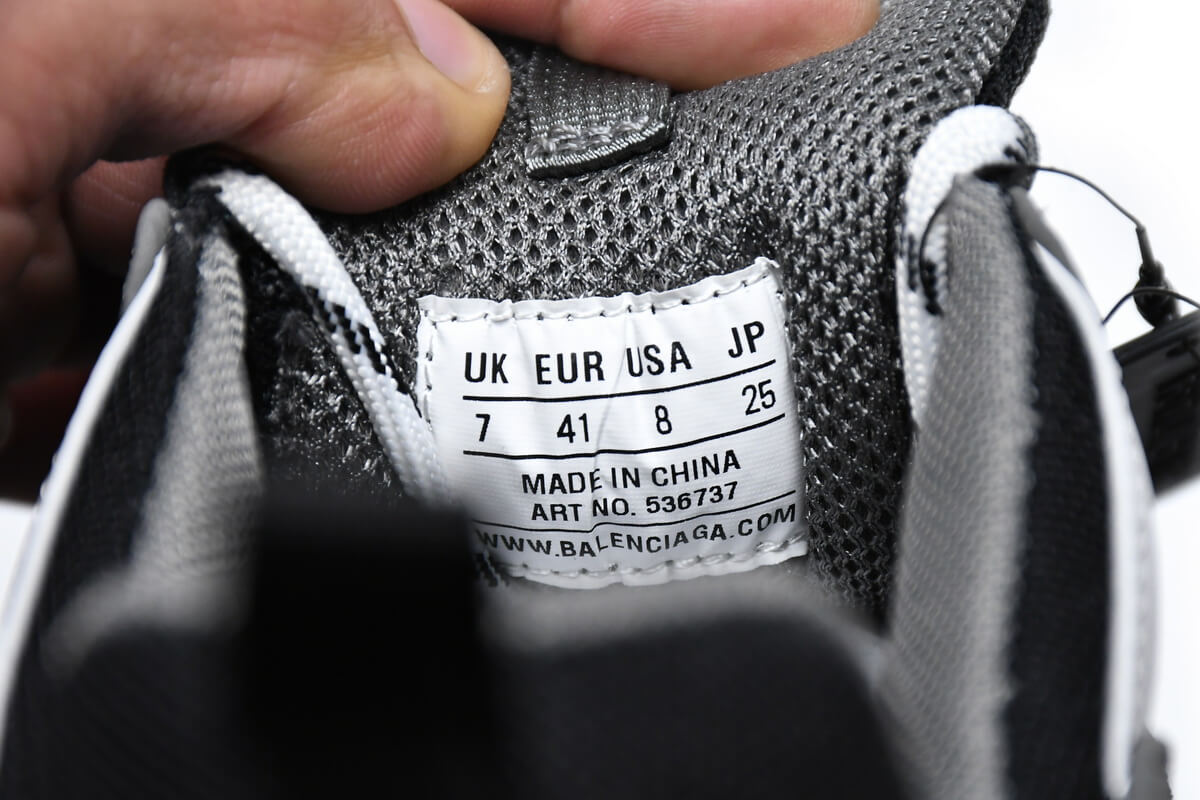 UK EUR USA JP
7 41 8 25
MADE IN CHINA
ART NO. 536737
WWW.BALENCIAGA.COM